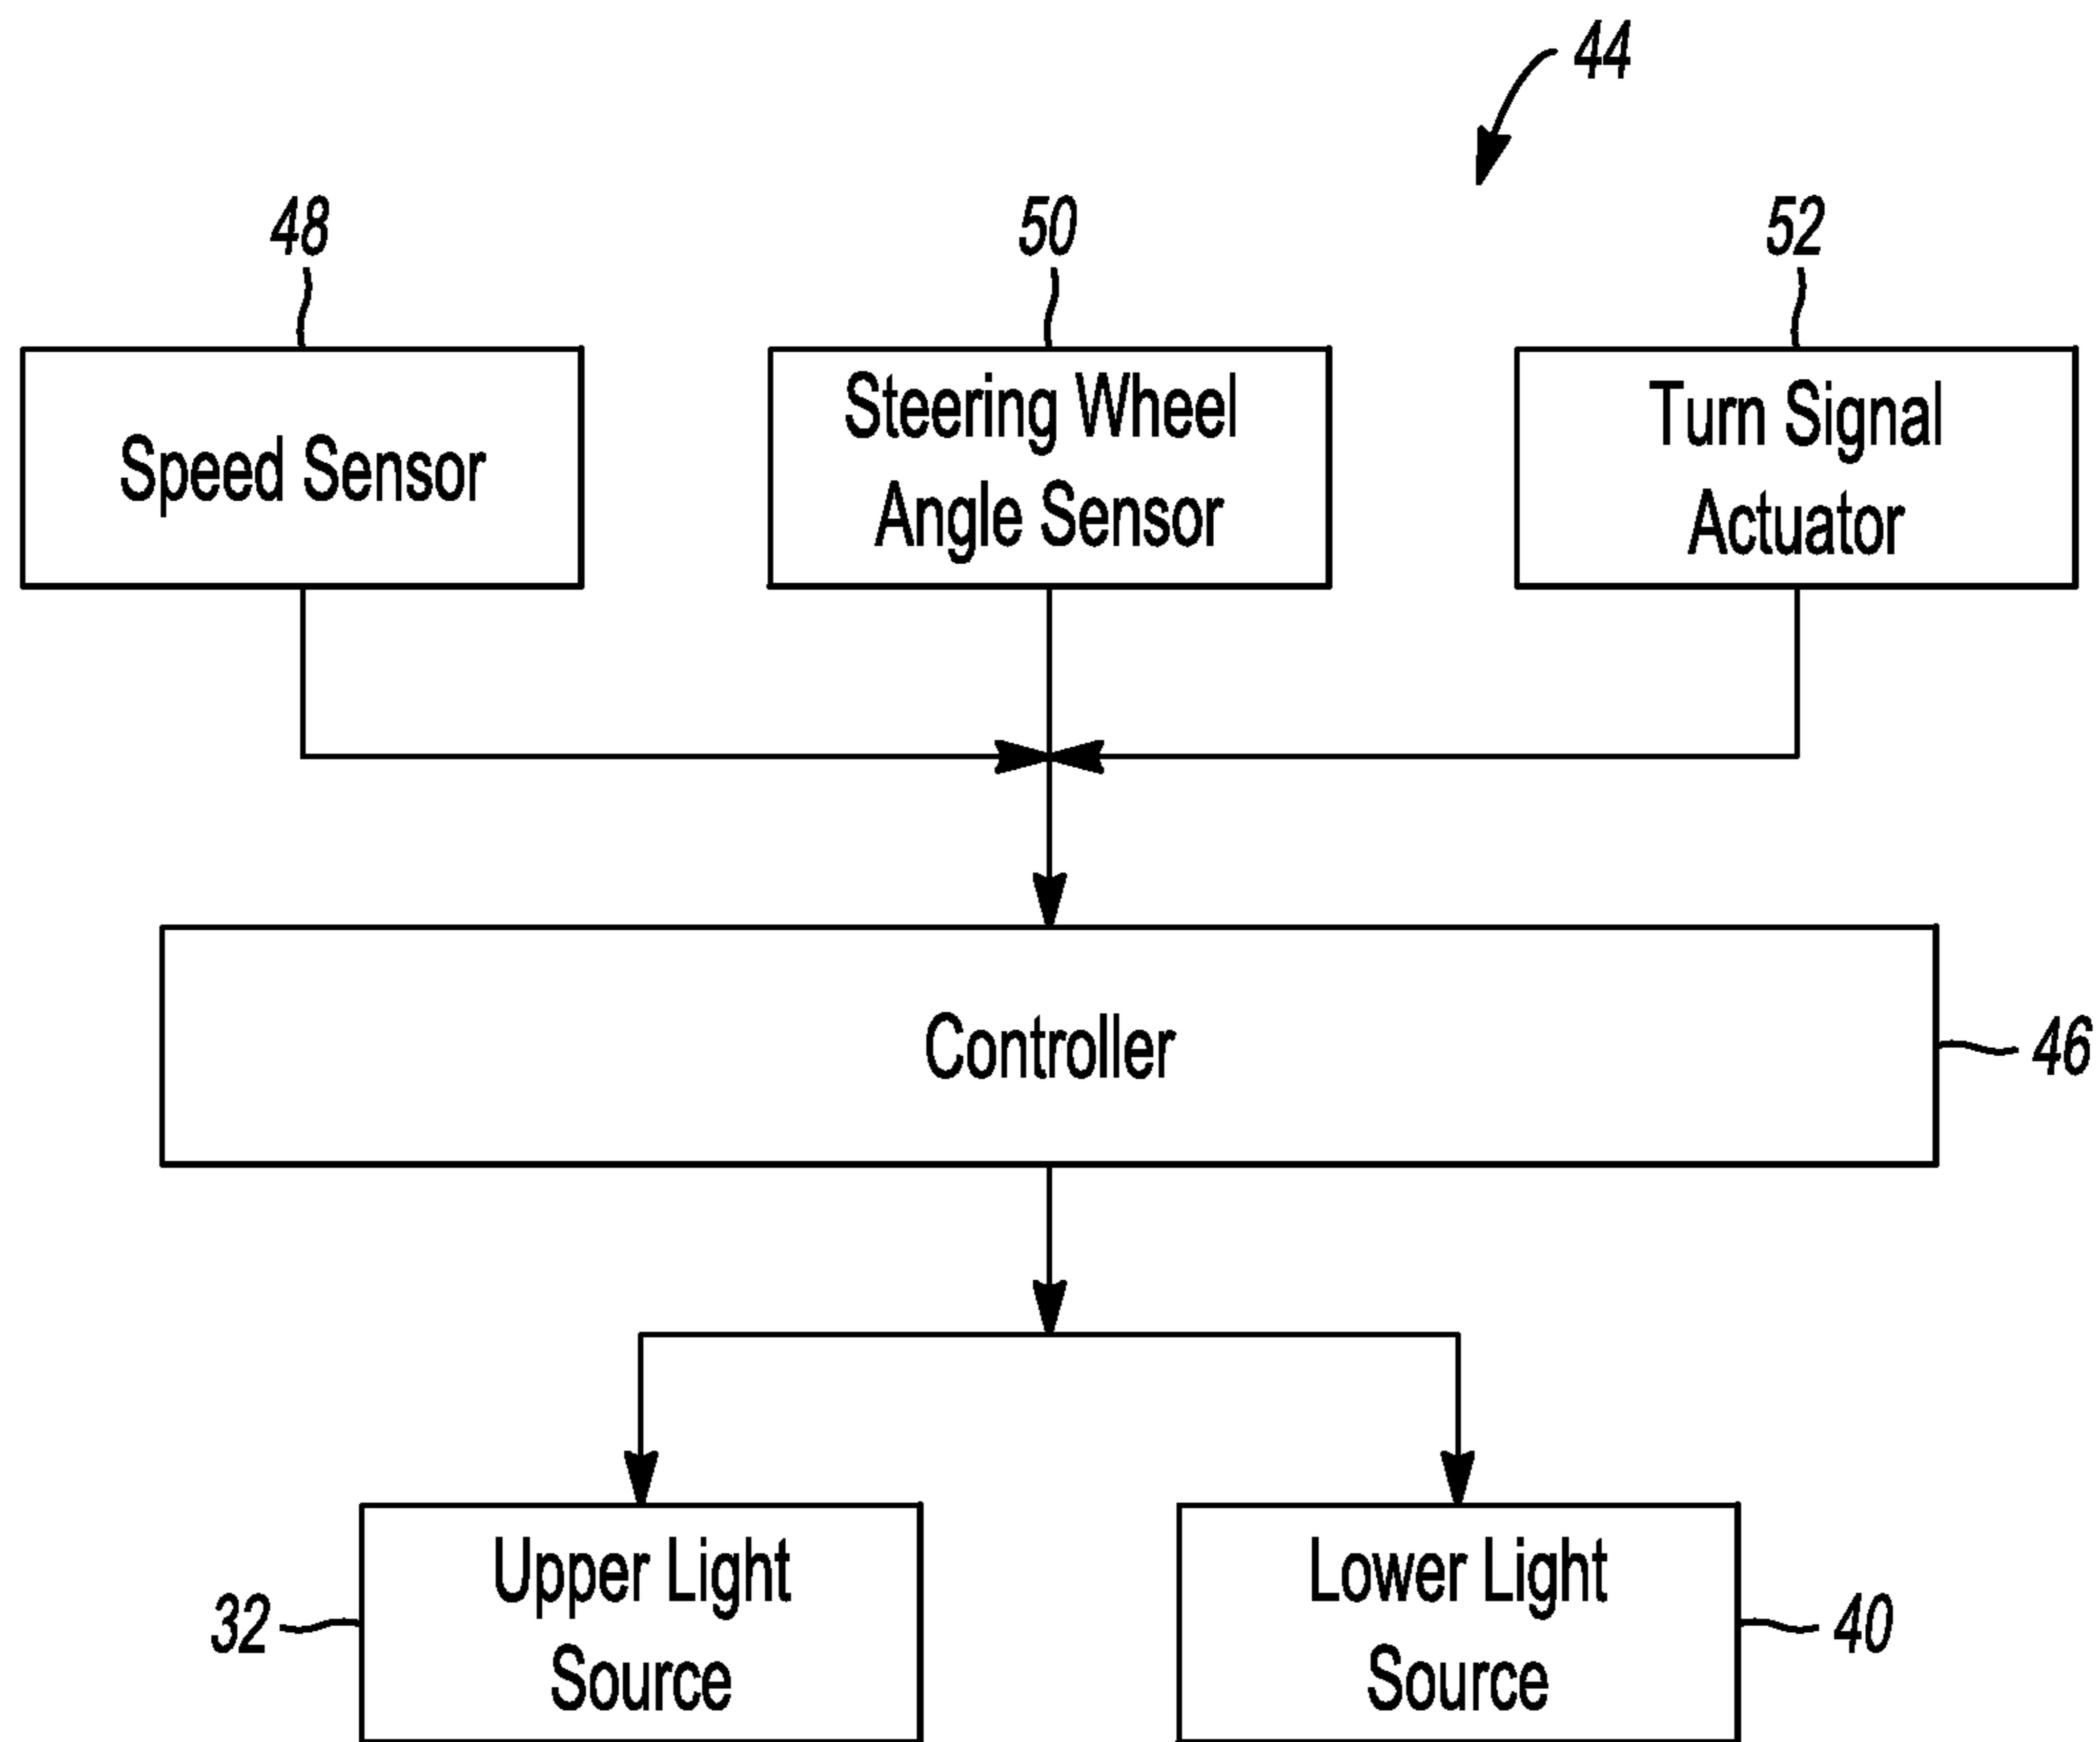 44
48
50
52
Speed Sensor
Steering Wheel
Angle Sensor
Turn Signal
Actuator
Controller
46
Upper Light
Source
32
Lower Light
Source
40